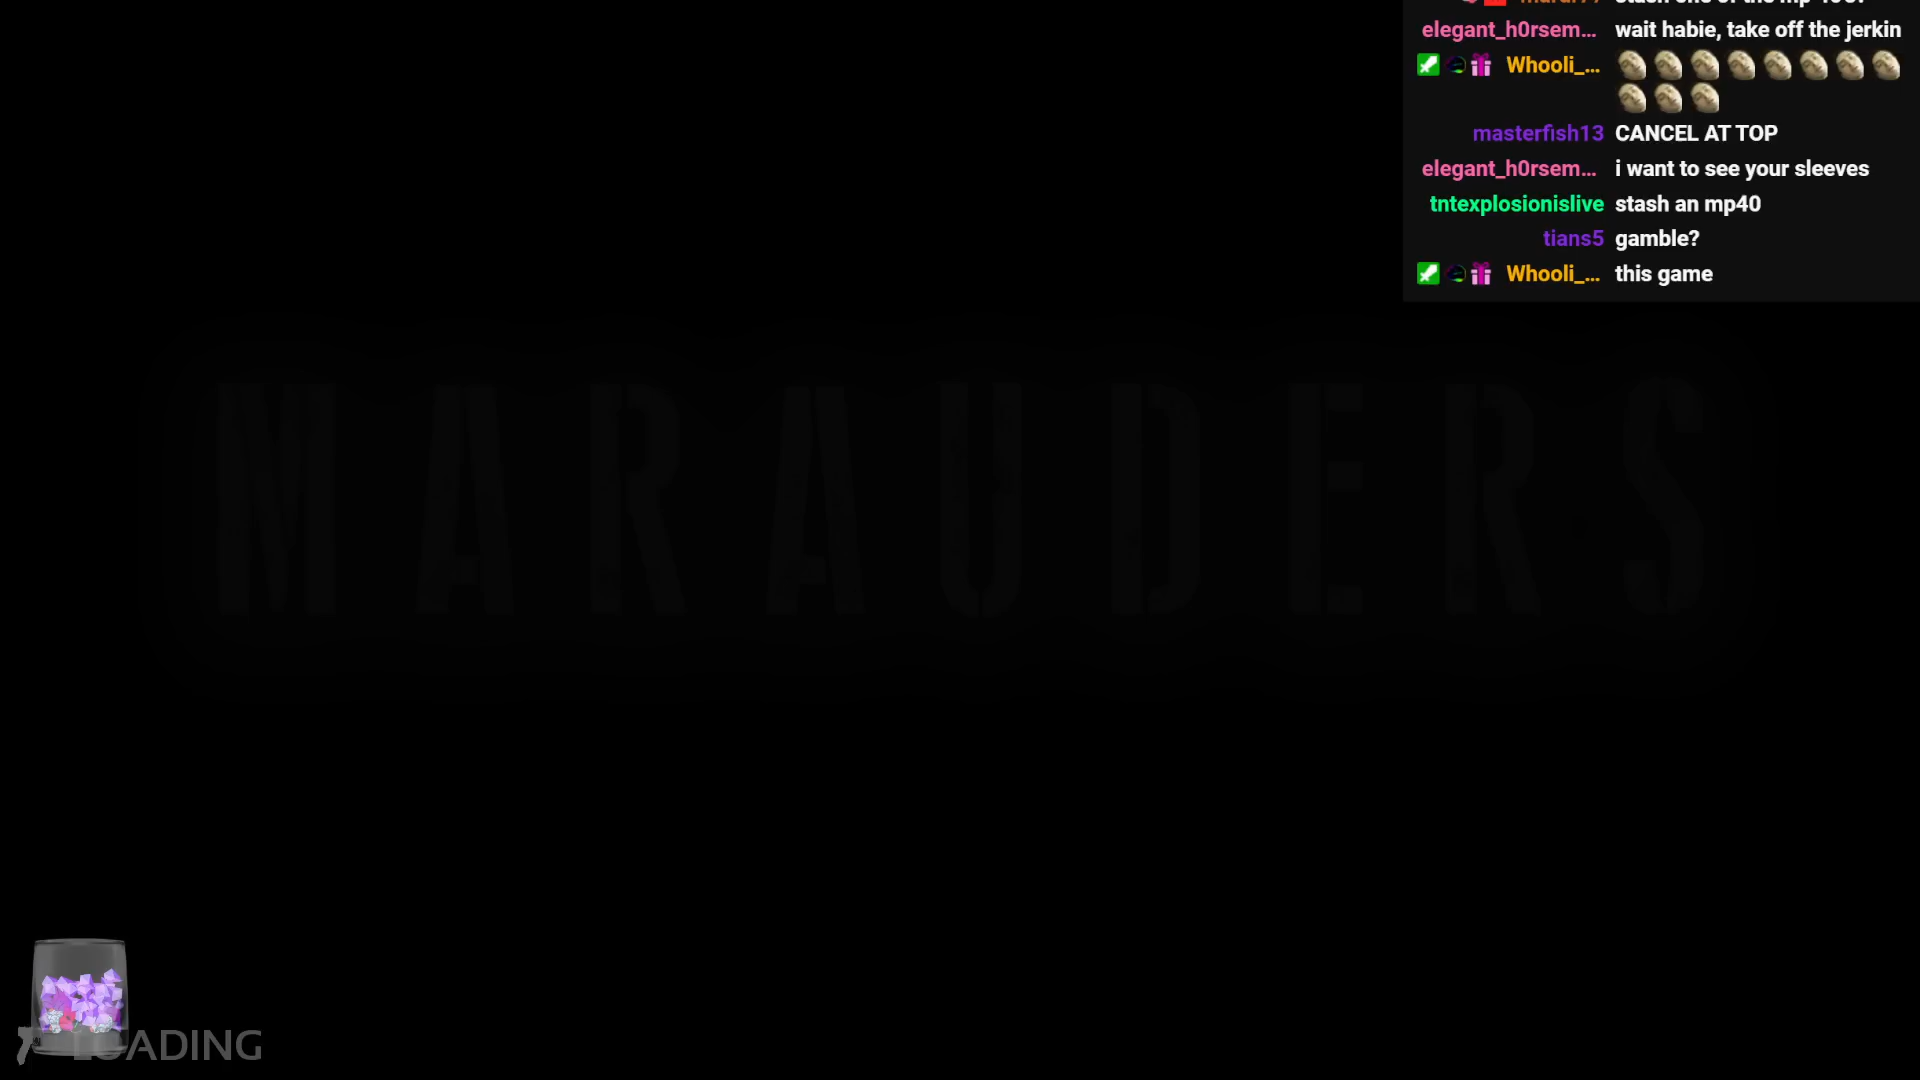 elegant_h0rsem... wait habie, take off the jerkin
Whooli_...
masterfish13 CANCEL AT TOP
elegant_h0rsem... i want to see your sleeves
tntexplosionislive stash an mp40
tians5 gamble?
Whooli_... this game
MARAUDERS
LOADING